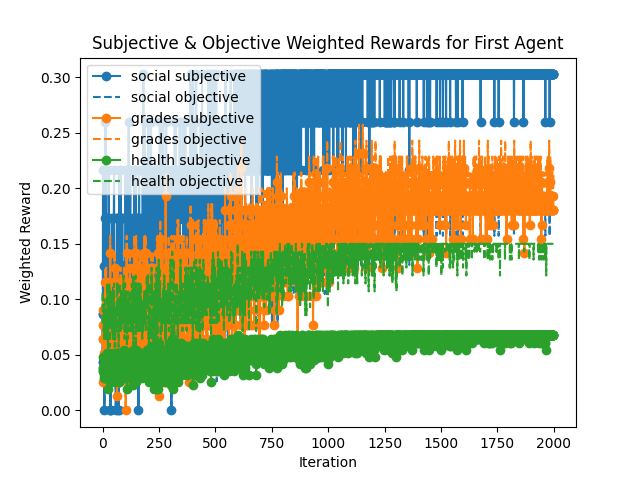 Subjective & Objective Weighted Rewards for First Agent
Weighted Reward
0.30
0.25
0.20
0.15
0.10
0.05
0.00
social subjective
social objective
grades subjective
grades objective
health subjective
health objective
0 250 500 750 1000 1250 1500 1750 2000
Iteration